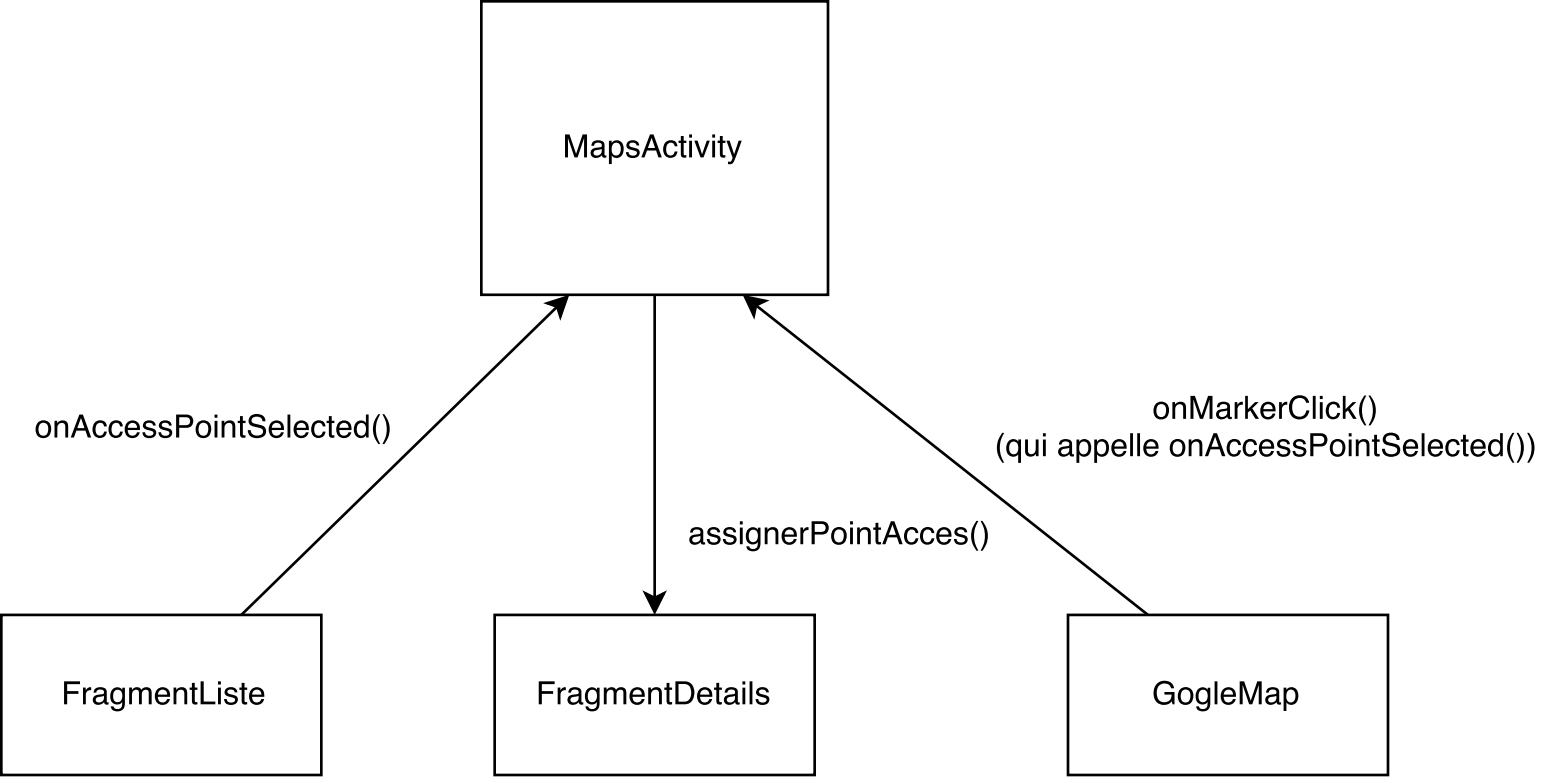 MapsActivity
onAccessPointSelected()
onMarkerClick()
(qui appelle onAccessPointSelected())
assignerPointAcces()
FragmentListe
FragmentDetails
GogleMap